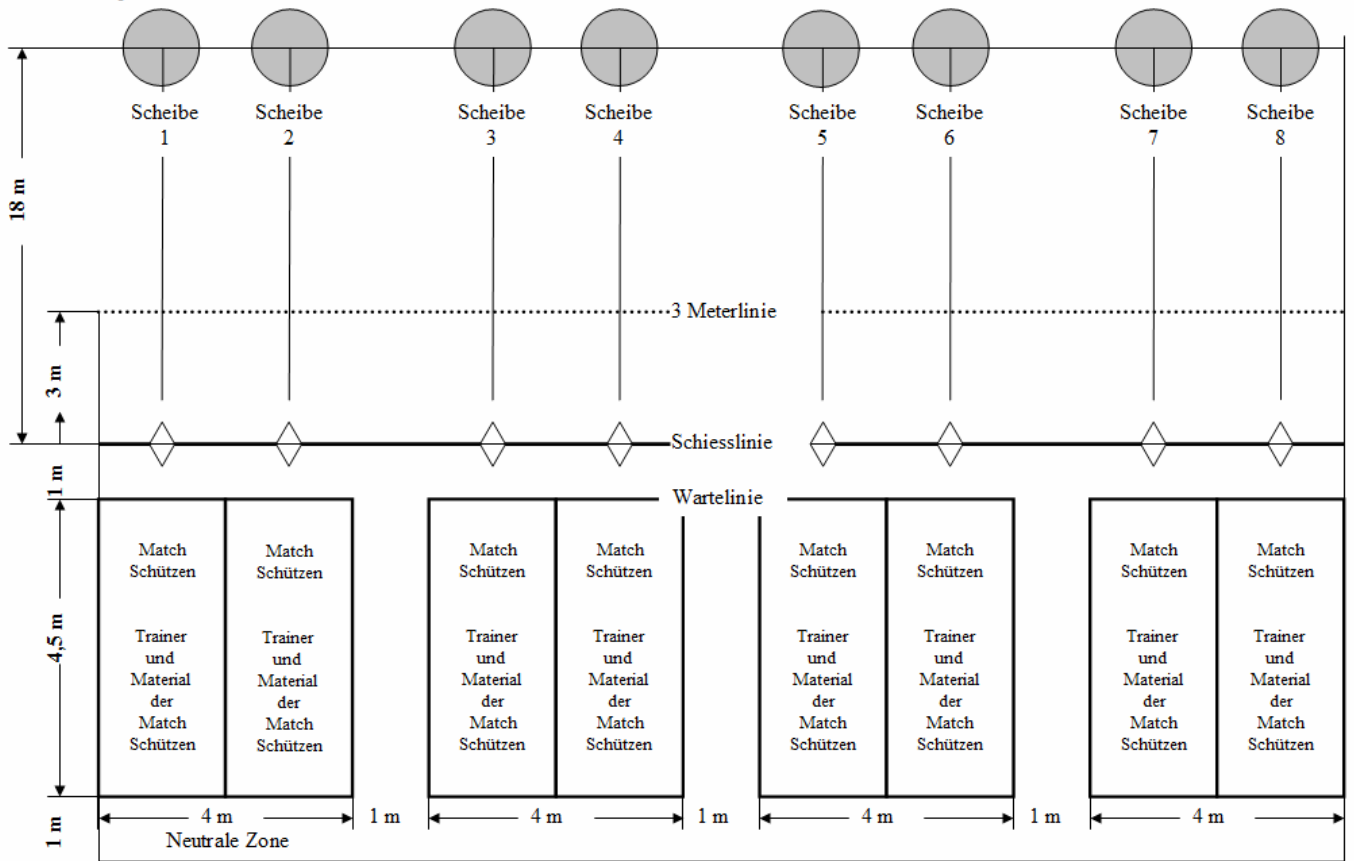 Scheibe
1
Scheibe
2
Scheibe
3
Scheibe
4
Scheibe
5
Scheibe
6
Scheibe
7
Scheibe
8
18 m
3 Meterlinie
3 m
Schiesslinie
1 m
Wartelinie
4,5 m
Match
Schützen
Trainer
und
Material
der
Match
Schützen
Match
Schützen
Trainer
und
Material
der
Match
Schützen
Match
Schützen
Trainer
und
Material
der
Match
Schützen
Match
Schützen
Trainer
und
Material
der
Match
Schützen
Match
Schützen
Trainer
und
Material
der
Match
Schützen
Match
Schützen
Trainer
und
Material
der
Match
Schützen
Match
Schützen
Trainer
und
Material
der
Match
Schützen
Match
Schützen
Trainer
und
Material
der
Match
Schützen
1 m
4 m
1 m
4 m
1 m
4 m
1 m
4 m
Neutrale Zone